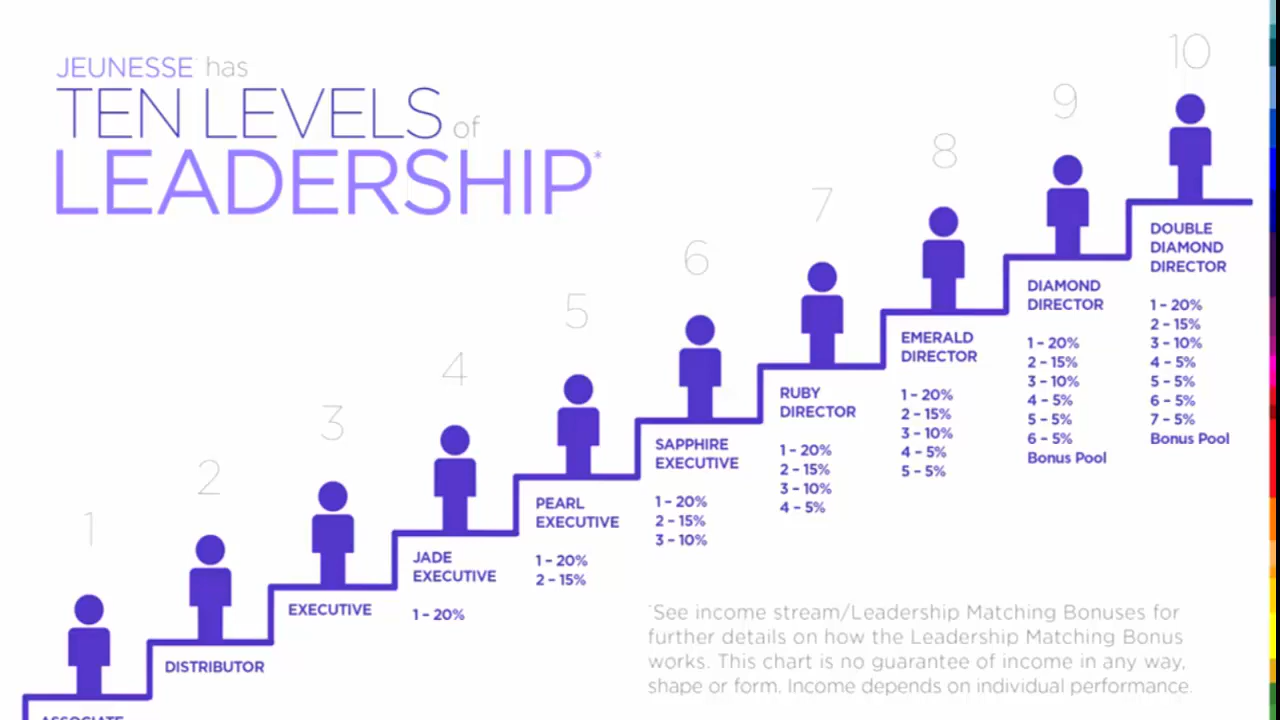 JEUNESSE has
TEN LEVELS of
LEADERSHIP*
1
ASSOCIATE
2
DISTRIBUTOR
3
EXECUTIVE
4
JADE
EXECUTIVE
1 – 20%
5
PEARL
EXECUTIVE
1 – 20%
2 – 15%
6
SAPPHIRE
EXECUTIVE
1 – 20%
2 – 15%
3 – 10%
7
RUBY
DIRECTOR
1 – 20%
2 – 15%
3 – 10%
4 – 5%
8
EMERALD
DIRECTOR
1 – 20%
2 – 15%
3 – 10%
4 – 5%
5 – 5%
9
DIAMOND
DIRECTOR
1 – 20%
2 – 15%
3 – 10%
4 – 5%
5 – 5%
6 – 5%
Bonus Pool
10
DOUBLE
DIAMOND
DIRECTOR
1 – 20%
2 – 15%
3 – 10%
4 – 5%
5 – 5%
6 – 5%
7 – 5%
Bonus Pool
*See income stream/Leadership Matching Bonuses for
further details on how the Leadership Matching Bonus
works. This chart is no guarantee of income in any way,
shape or form. Income depends on individual performance.